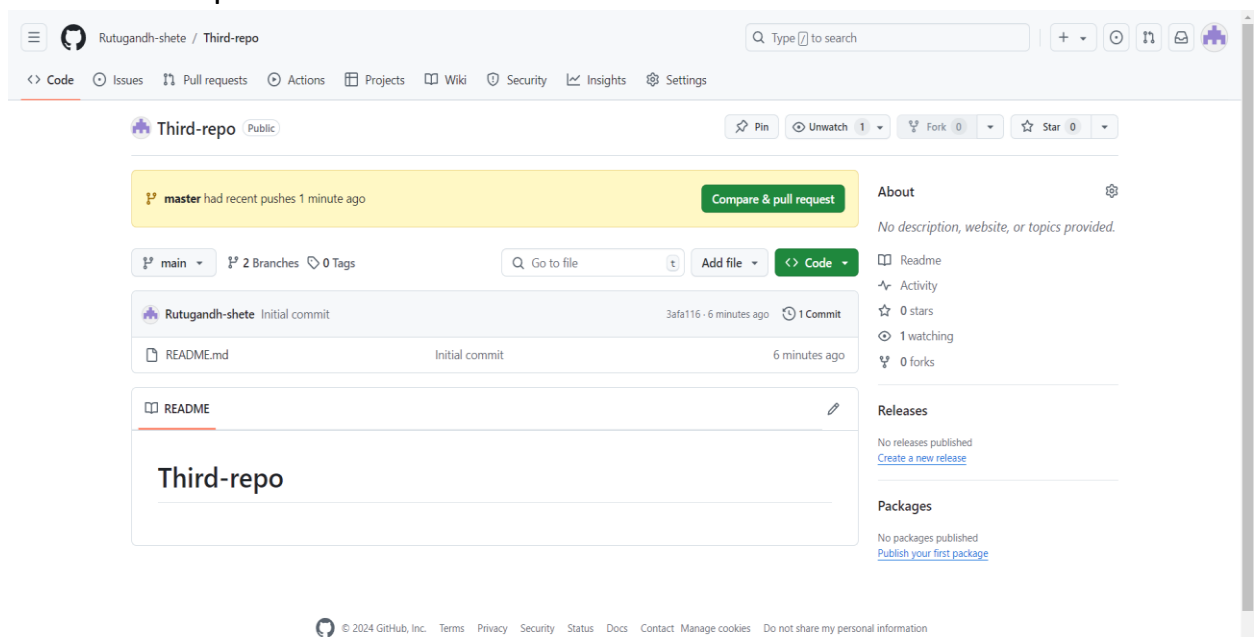 Rutugandh-shete / Third-repo
Type / to search
Code Issues Pull requests Actions Projects Wiki Security Insights Settings
Third-repo Public
Pin Unwatch 1 Fork 0 Star 0
master had recent pushes 1 minute ago Compare & pull request
main 2 Branches 0 Tags Go to file t Add file Code
Rutugandh-shete Initial commit 3afa116 · 6 minutes ago 1 Commit
README.md Initial commit 6 minutes ago
README
Third-repo
About
No description, website, or topics provided.
Readme
Activity
0 stars
1 watching
0 forks
Releases
No releases published
Create a new release
Packages
No packages published
Publish your first package
© 2024 GitHub, Inc. Terms Privacy Security Status Docs Contact Manage cookies Do not share my personal information